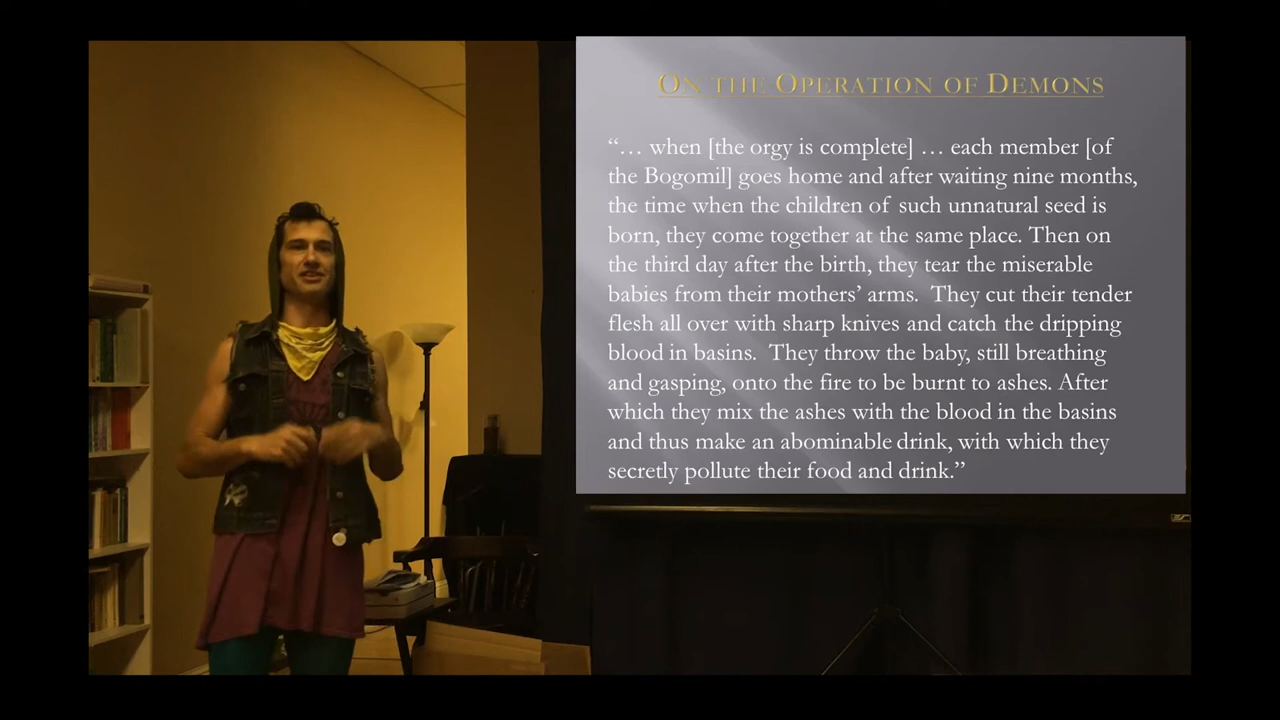 ON THE OPERATION OF DEMONS
“… when [the orgy is complete] … each member [of
the Bogomil] goes home and after waiting nine months,
the time when the children of such unnatural seed is
born, they come together at the same place. Then on
the third day after the birth, they tear the miserable
babies from their mothers’ arms. They cut their tender
flesh all over with sharp knives and catch the dripping
blood in basins. They throw the baby, still breathing
and gasping, onto the fire to be burnt to ashes. After
which they mix the ashes with the blood in the basins
and thus make an abominable drink, with which they
secretly pollute their food and drink.”